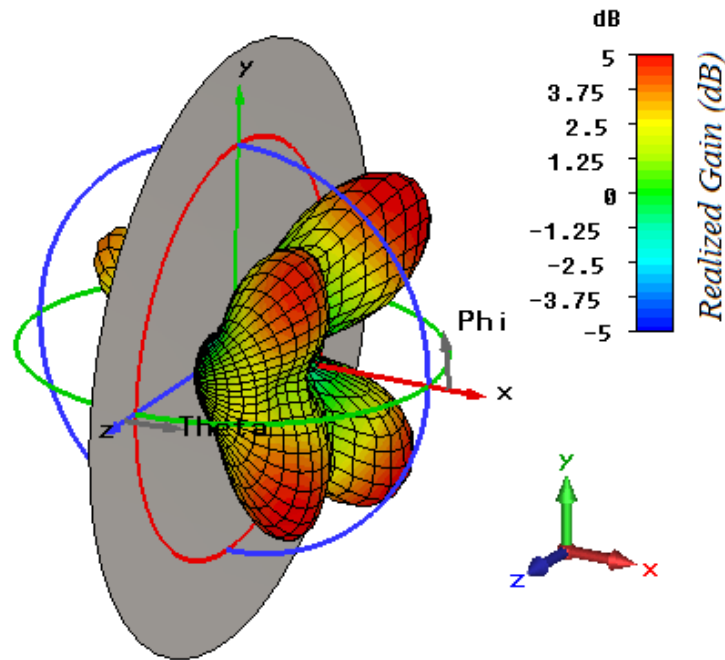 dB
5
3.75
2.5
1.25
0
-1.25
-2.5
-3.75
-5
Realized Gain (dB)
y
Phi
x
z
Theta
y
z
x